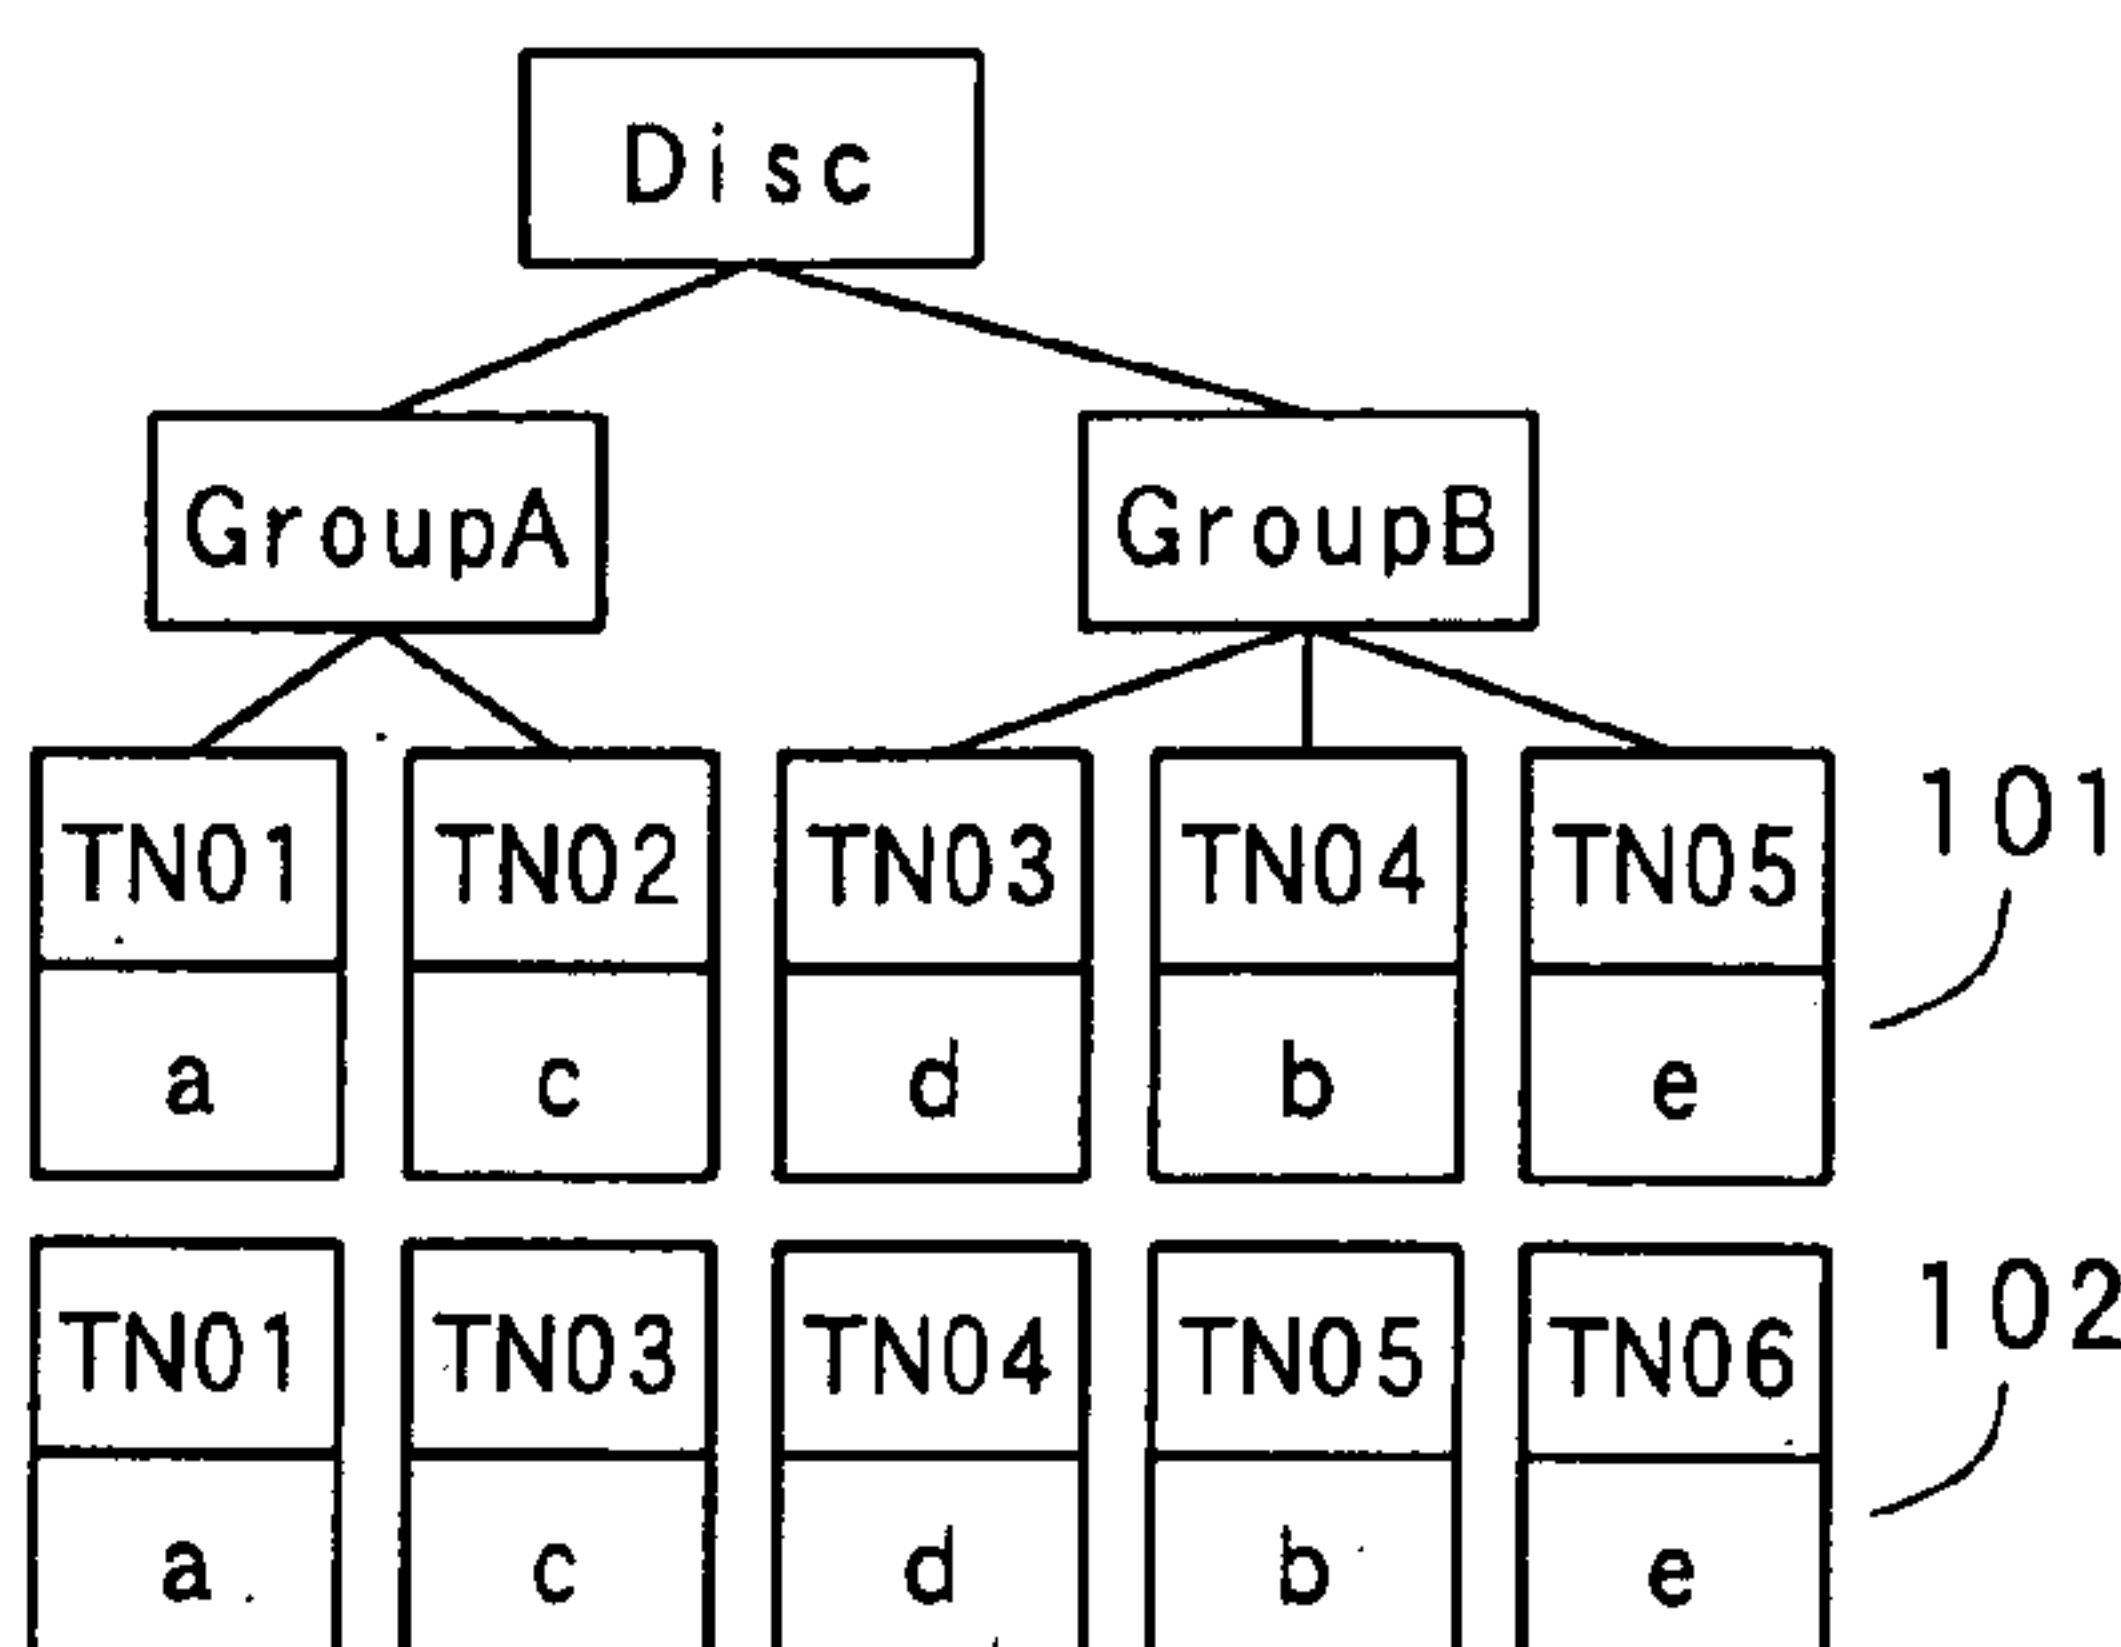 Disc
GroupA GroupB
TN01 TN02 TN03 TN04 TN05 101
a c d b e
TN01 TN03 TN04 TN05 TN06 102
a c d b e